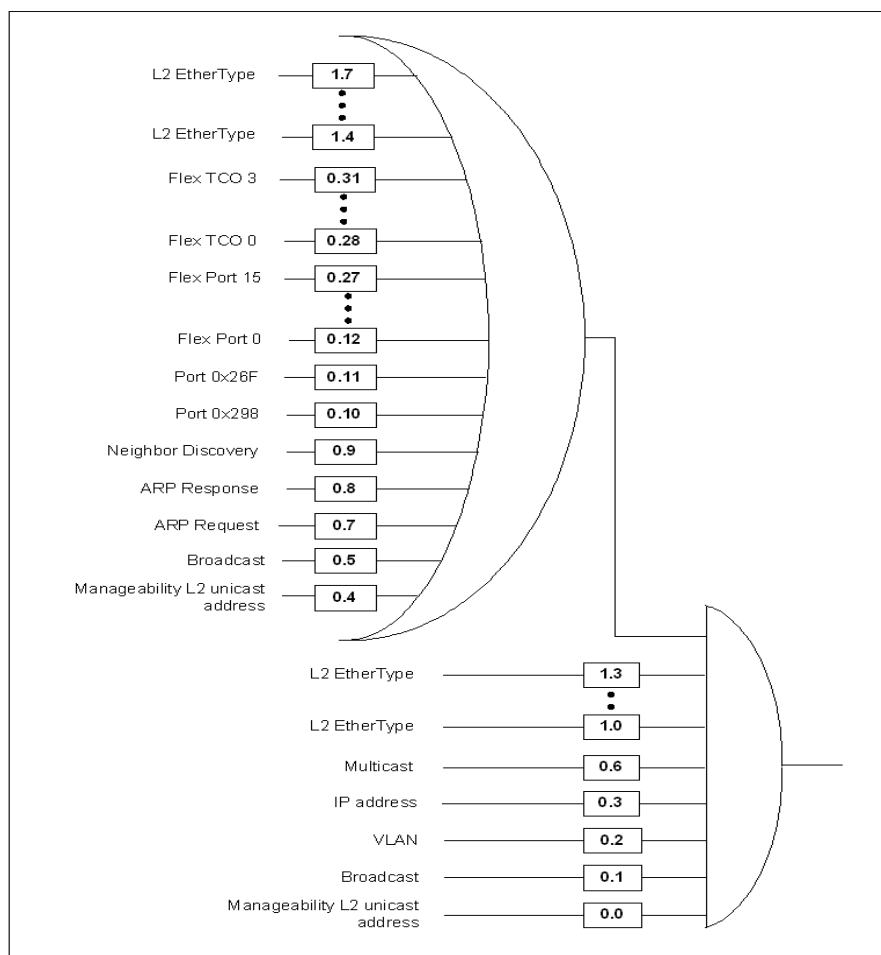 L2 EtherType 1.7
L2 EtherType 1.4
Flex TCO 3 0.31
Flex TCO 0 0.28
Flex Port 15 0.27
Flex Port 0 0.12
Port 0x26F 0.11
Port 0x298 0.10
Neighbor Discovery 0.9
ARP Response 0.8
ARP Request 0.7
Broadcast 0.5
Manageability L2 unicast
address 0.4
L2 EtherType 1.3
L2 EtherType 1.0
Multicast 0.6
IP address 0.3
VLAN 0.2
Broadcast 0.1
Manageability L2 unicast
address 0.0